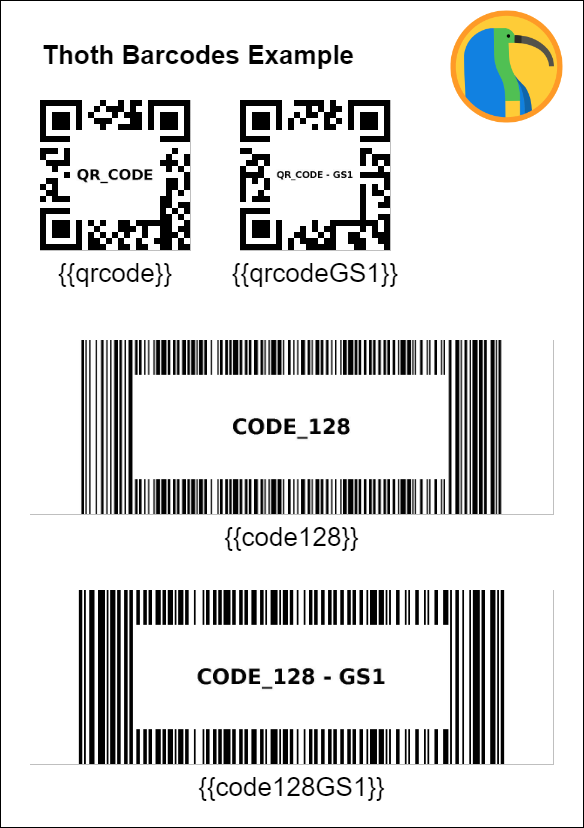 Thoth Barcodes Example
QR_CODE
QR_CODE - GS1
{{qrcode}}
{{qrcodeGS1}}
CODE_128
{{code128}}
CODE_128 - GS1
{{code128GS1}}